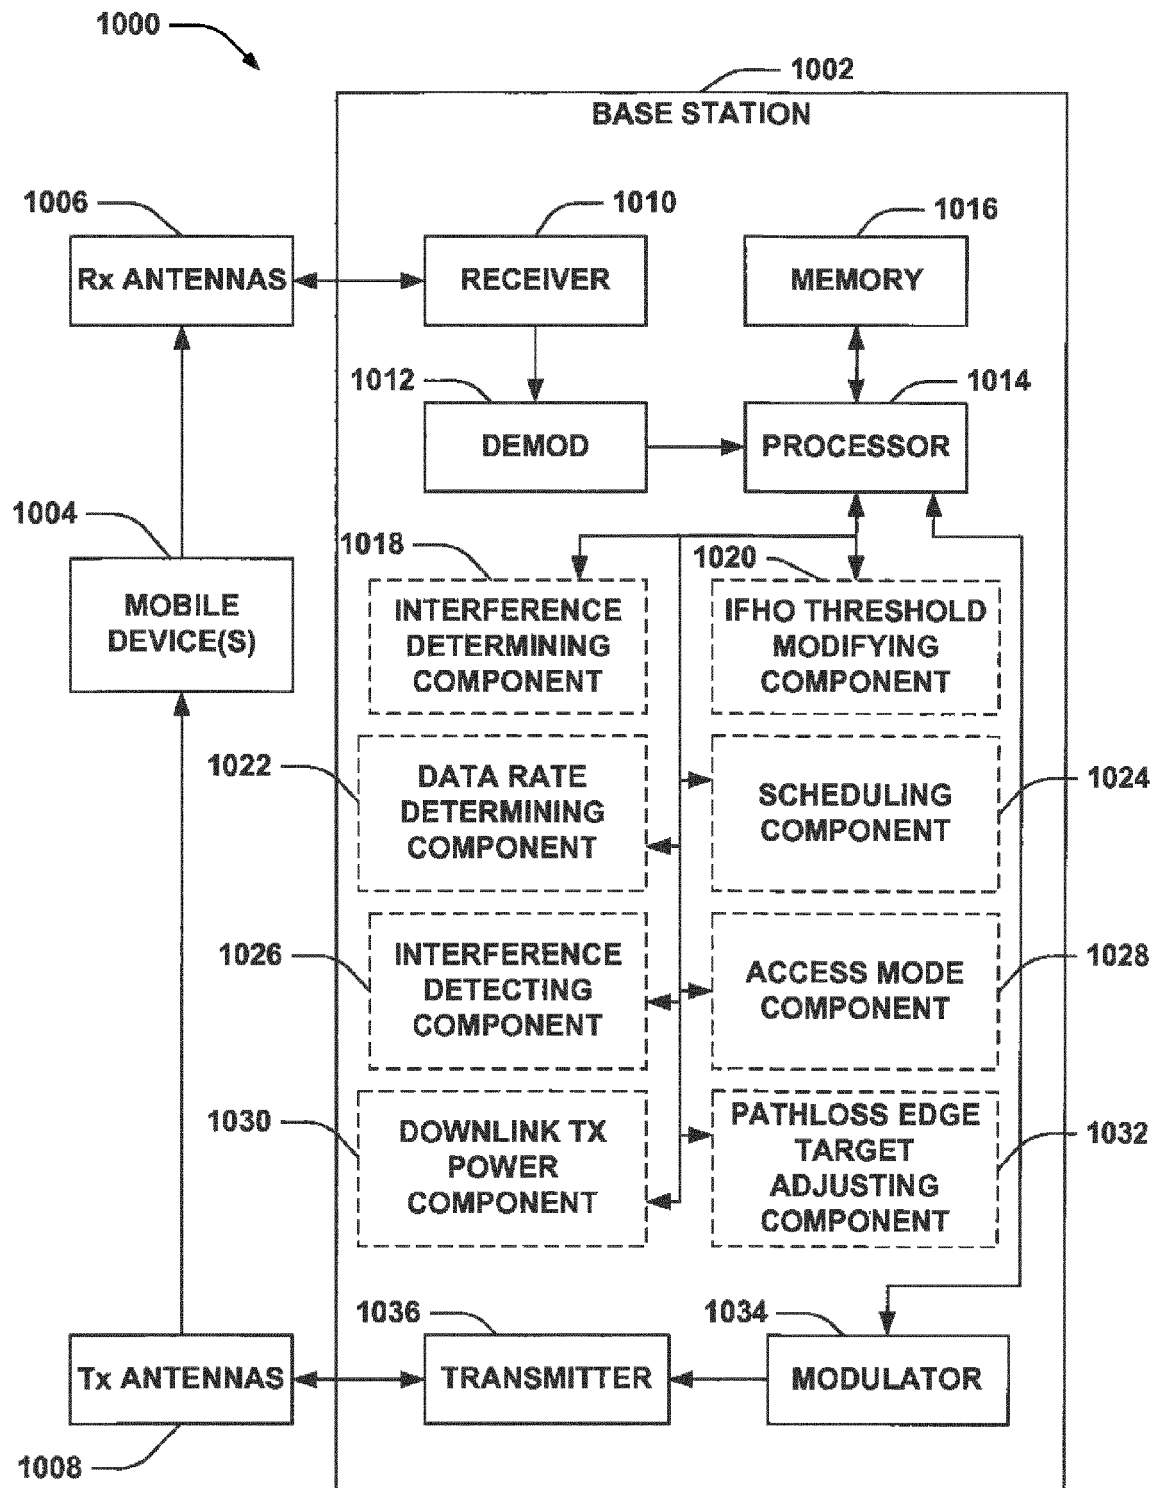 1000
1002
BASE STATION
1006
1010
1016
Rx ANTENNAS
RECEIVER
MEMORY
1012
1014
DEMOD
PROCESSOR
1004
1018
1020
MOBILE
DEVICE(S)
INTERFERENCE
DETERMINING
COMPONENT
IFHO THRESHOLD
MODIFYING
COMPONENT
1022
DATA RATE
DETERMINING
COMPONENT
SCHEDULING
COMPONENT
1024
1026
INTERFERENCE
DETECTING
COMPONENT
ACCESS MODE
COMPONENT
1028
1030
DOWNLINK TX
POWER
COMPONENT
PATHLOSS EDGE
TARGET
ADJUSTING
COMPONENT
1032
1036
1034
Tx ANTENNAS
TRANSMITTER
MODULATOR
1008